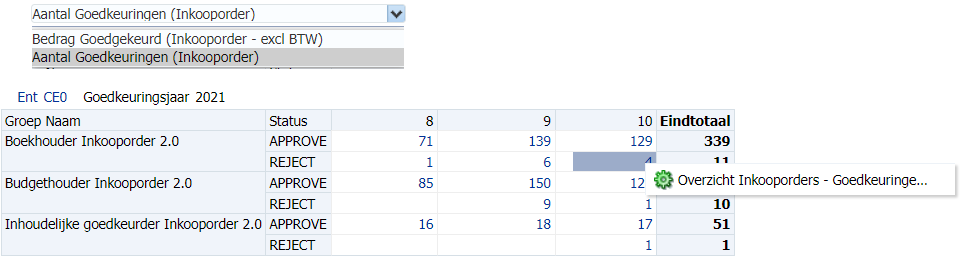 Aantal Goedkeuringen (Inkooporder)
Bedrag Goedgekeurd (Inkooporder - excl BTW)
Aantal Goedkeuringen (Inkooporder)
Ent CE0 Goedkeuringsjaar 2021
Groep Naam Status 8 9 10 Eindtotaal
Boekhouder Inkooporder 2.0 APPROVE 71 139 129 339
REJECT 1 6 4 11
Overzicht Inkooporders - Goedkeuringe...
Budgethouder Inkooporder 2.0 APPROVE 85 150
REJECT 9 1 10
Inhoudelijke goedkeurder Inkooporder 2.0 APPROVE 16 18 17 51
REJECT 1 1